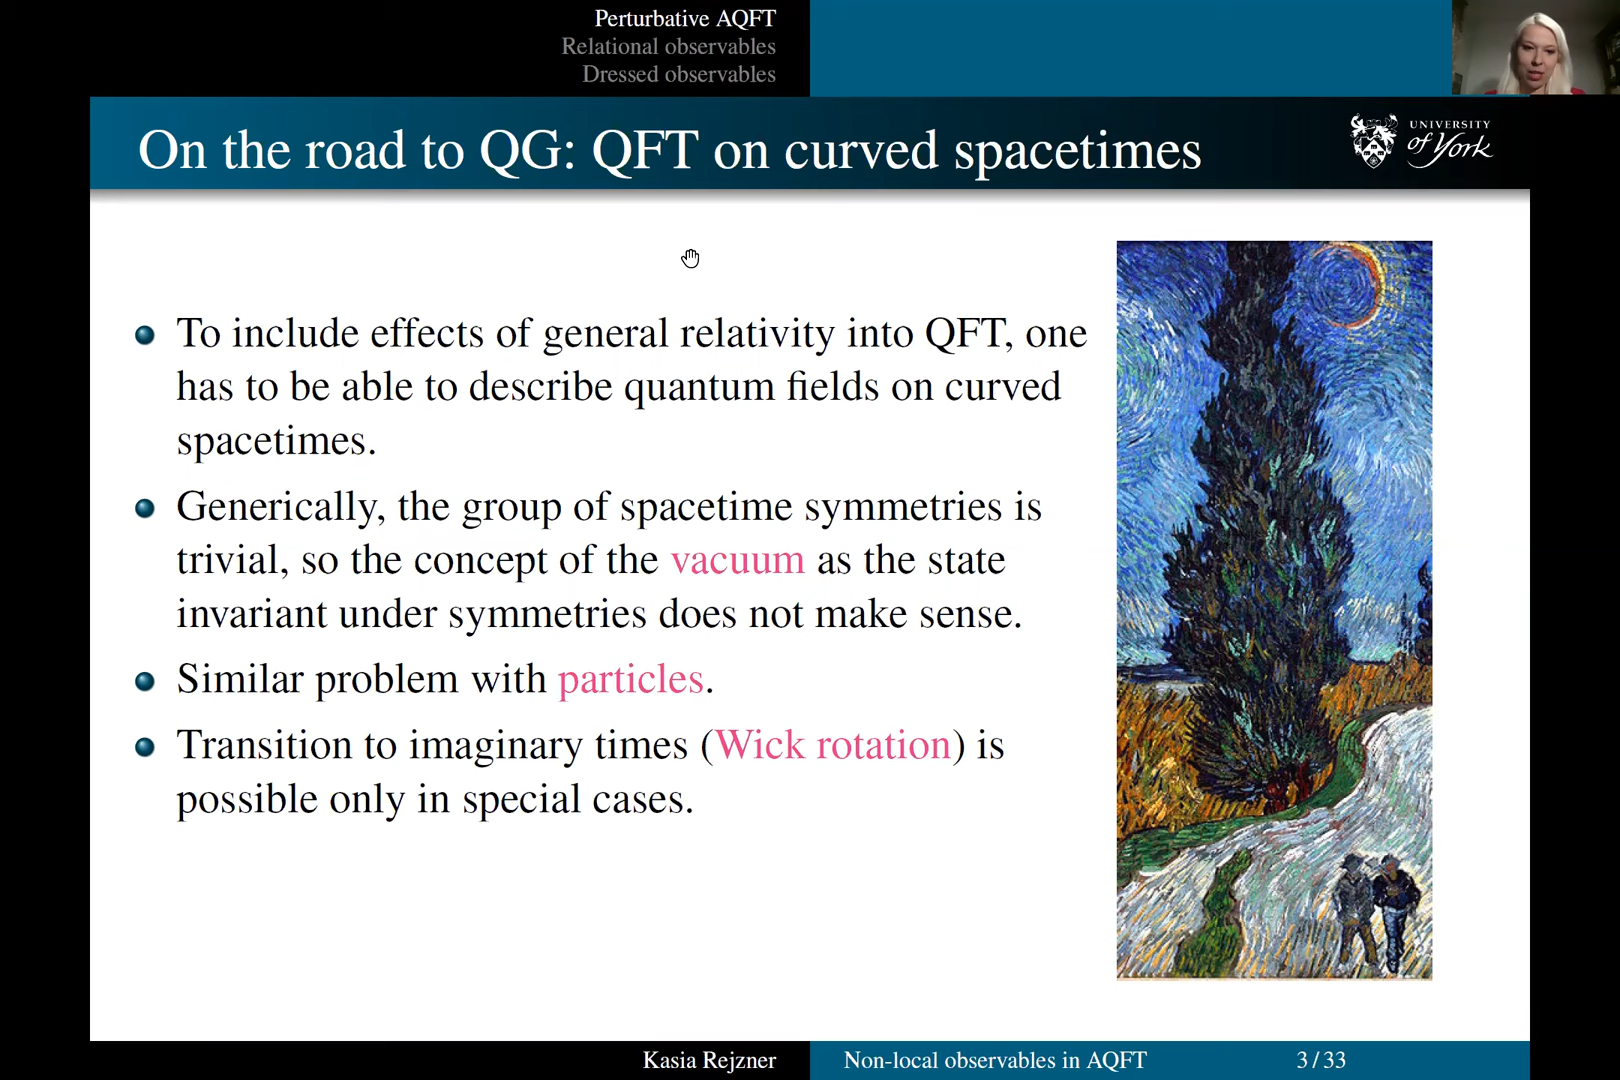 Perturbative AQFT
Relational observables
Dressed observables
On the road to QG: QFT on curved spacetimes
UNIVERSITY
of York
To include effects of general relativity into QFT, one
has to be able to describe quantum fields on curved
spacetimes.
Generically, the group of spacetime symmetries is
trivial, so the concept of the vacuum as the state
invariant under symmetries does not make sense.
Similar problem with particles.
Transition to imaginary times (Wick rotation) is
possible only in special cases.
Kasia Rejzner
Non-local observables in AQFT
3 / 33